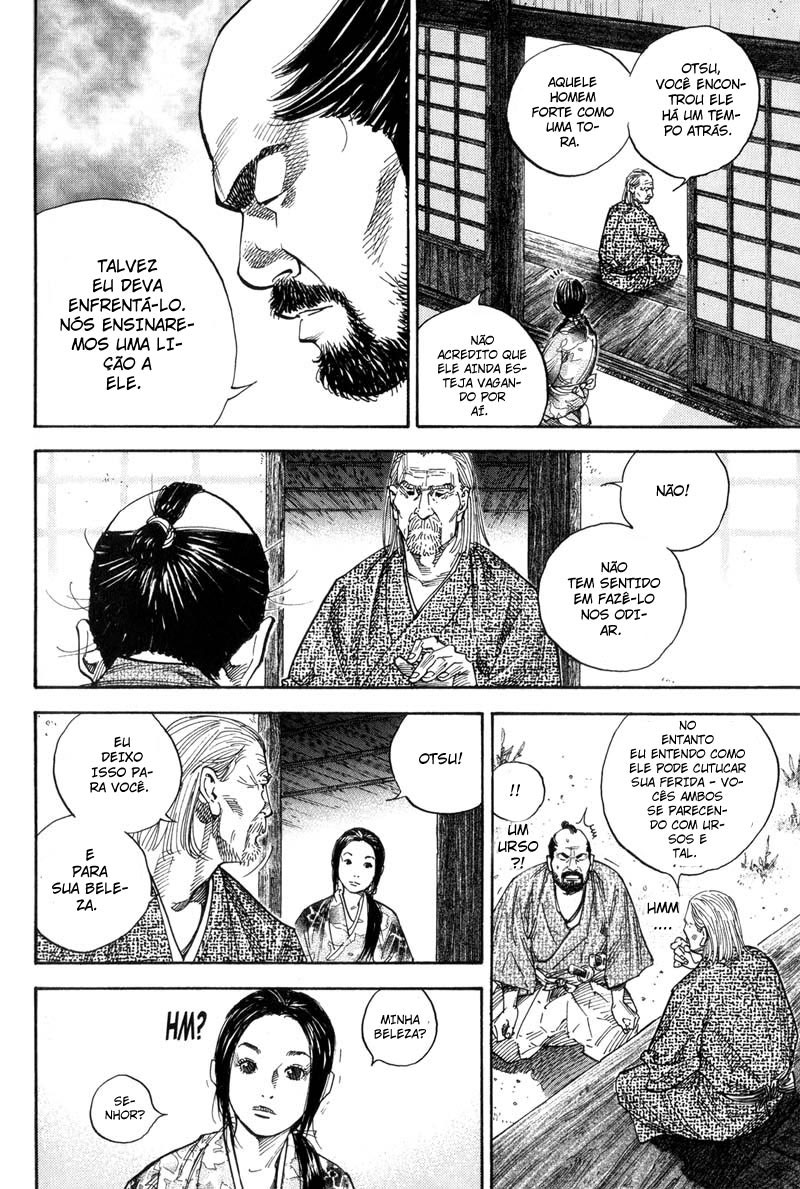 OTSU,
VOCÊ ENCON-
TROU ELE
HÁ UM TEM-
PO ATRÁS.
AQUELE
HOMEM
FORTE COMO
UMA TO-
RA.
NÃO
ACREDITO QUE
ELE AINDA ES-
TEJA VAGAN-
DO POR
AÍ.
TALVEZ
EU DEVA
ENFRENTÁ-LO.
NÓS ENSINARE-
MOS UMA LI-
ÇÃO A
ELE.
NÃO!
NÃO
TEM SENTIDO
EM FAZÊ-LO
NOS ODI-
AR.
NO
ENTANTO
EU ENTENDO COMO
ELE PODE CUTUCAR
SUA FERIDA - VO-
CÊS AMBOS
SE PARECEN-
DO COM UR-
SOS E
TAL.
HMM
....
!!
UM
URSO
?!
OTSU!
EU
DEIXO
ISSO PA-
RA VOCÊ.
E
PARA
SUA BELE-
ZA.
MINHA
BELEZA?
HM?
SE-
NHOR?